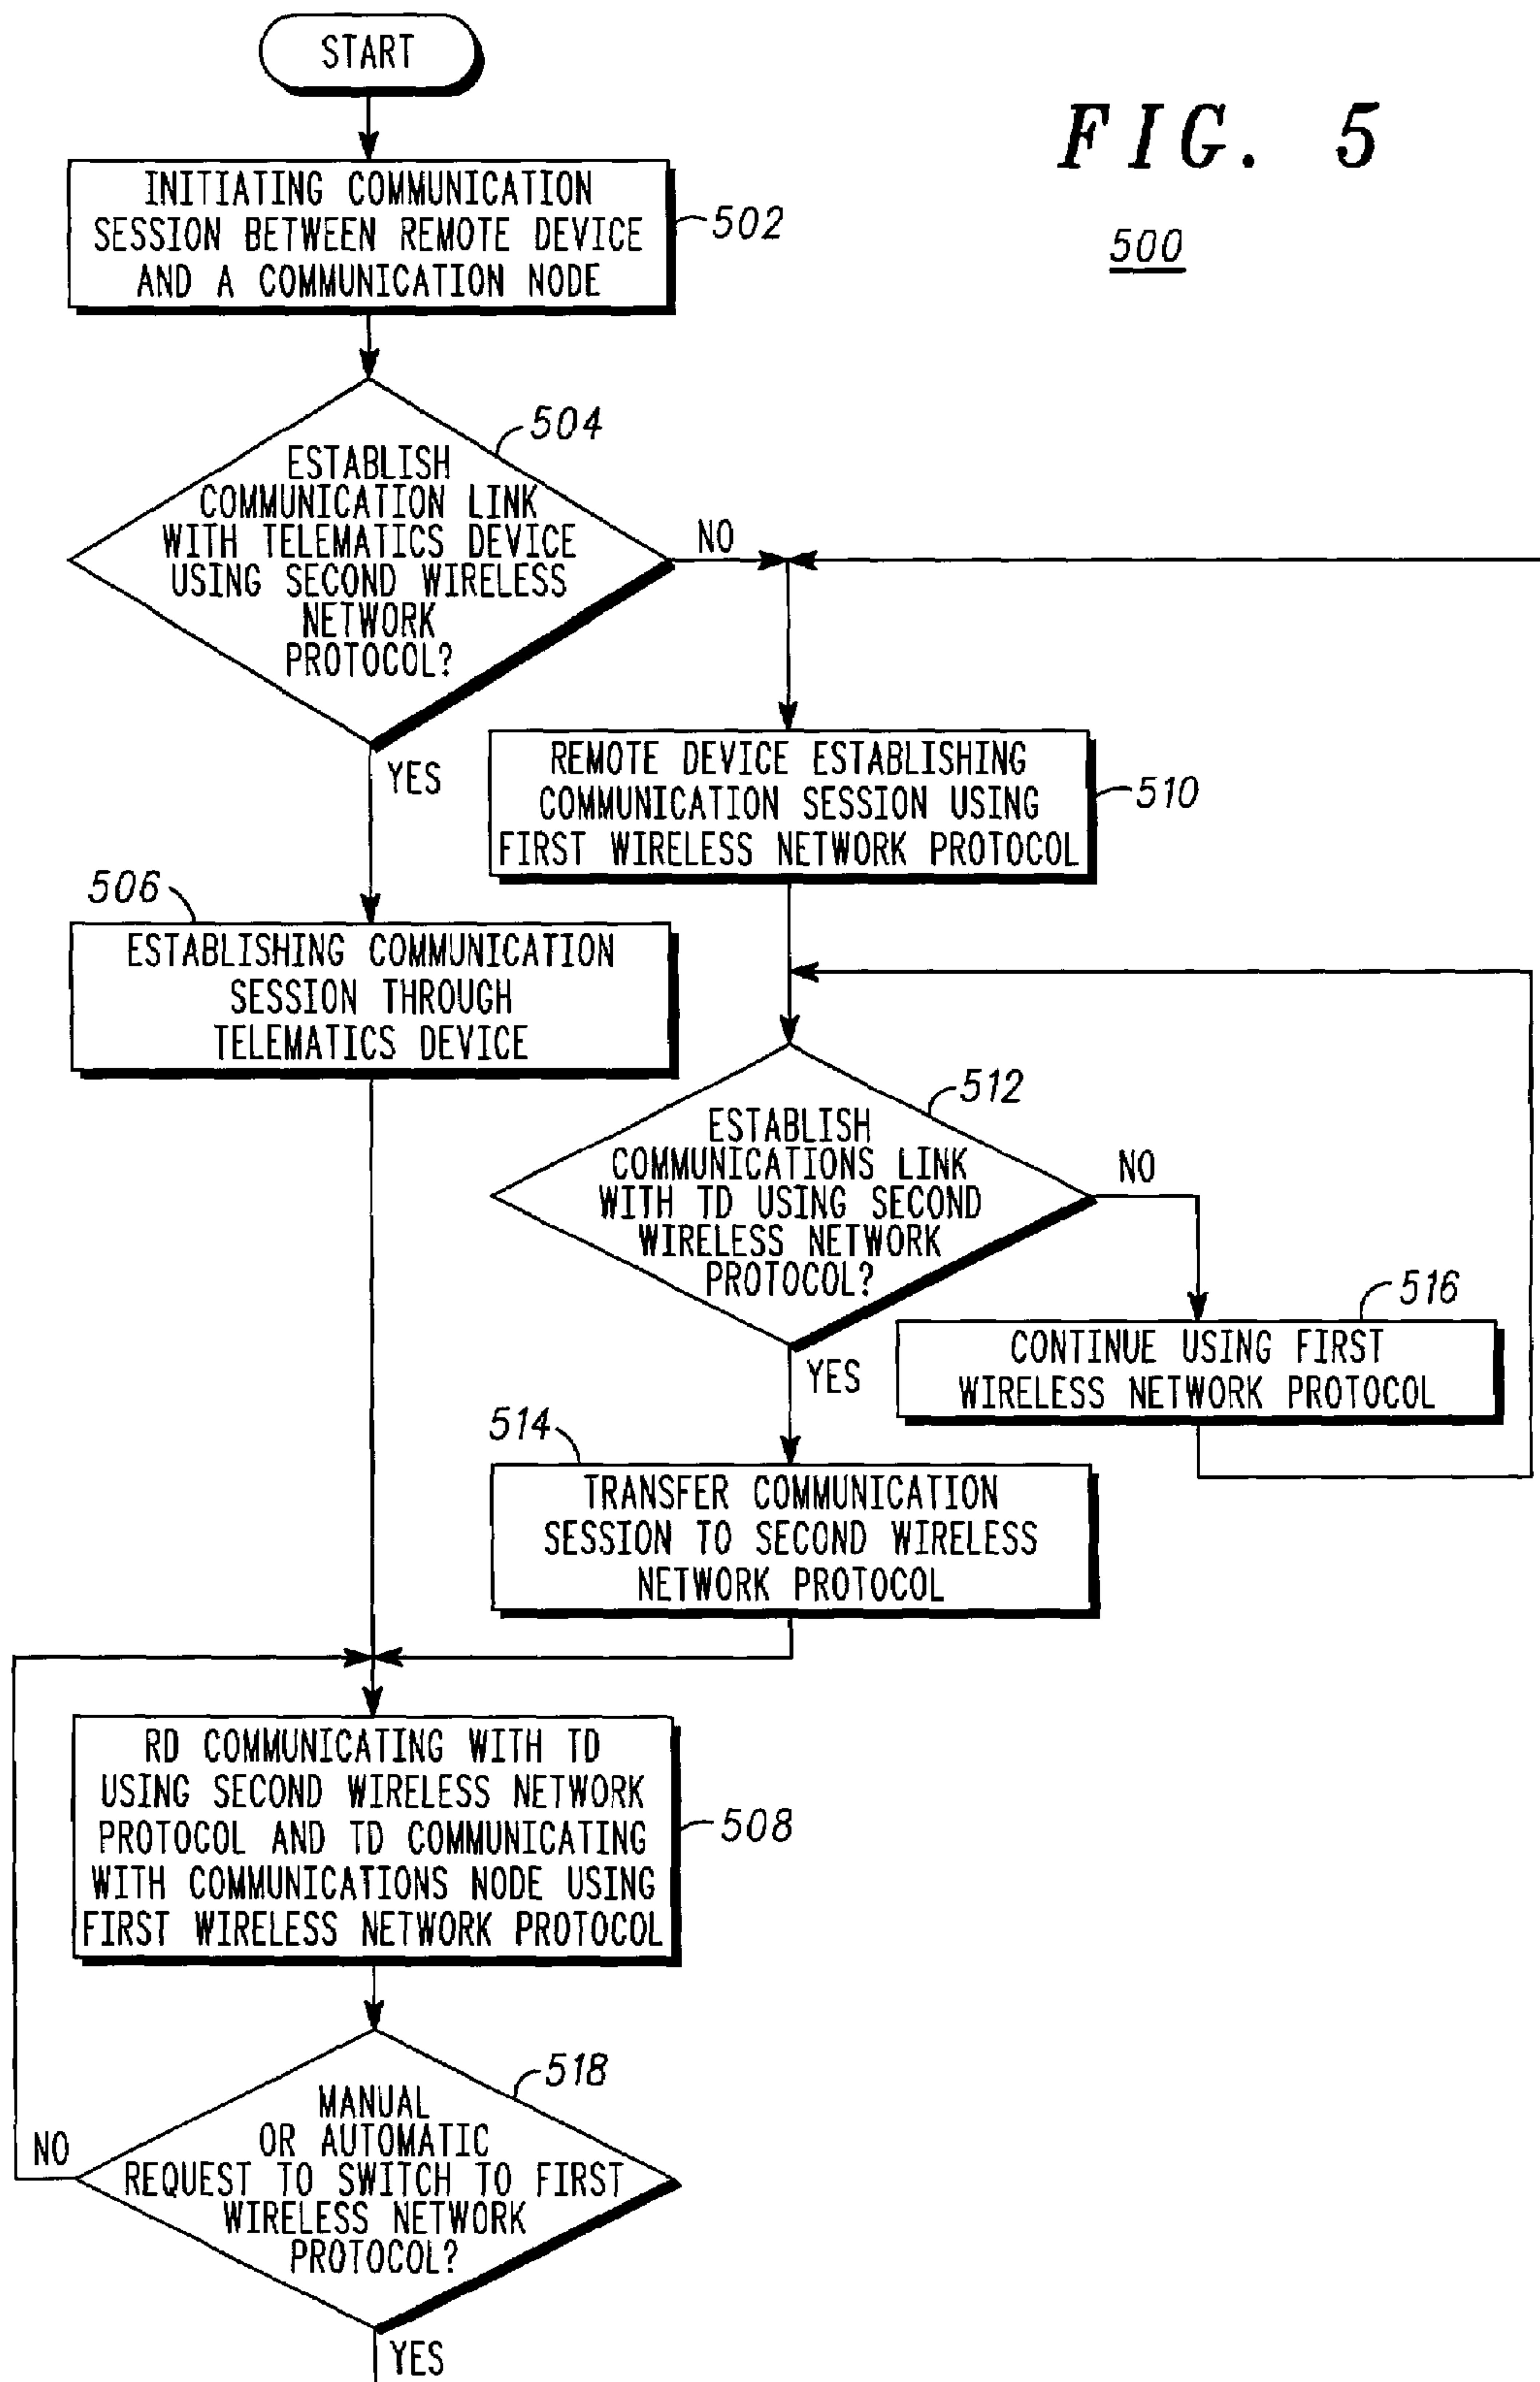 START
FIG. 5
500
INITIATING COMMUNICATION
SESSION BETWEEN REMOTE DEVICE
AND A COMMUNICATION NODE
502
504
ESTABLISH
COMMUNICATION LINK
WITH TELEMATICS DEVICE
USING SECOND WIRELESS
NETWORK
PROTOCOL?
NO
YES
REMOTE DEVICE ESTABLISHING
COMMUNICATION SESSION USING
FIRST WIRELESS NETWORK PROTOCOL
510
506
ESTABLISHING COMMUNICATION
SESSION THROUGH
TELEMATICS DEVICE
512
ESTABLISH
COMMUNICATIONS LINK
WITH TD USING SECOND
WIRELESS NETWORK
PROTOCOL?
NO
YES
516
CONTINUE USING FIRST
WIRELESS NETWORK PROTOCOL
514
TRANSFER COMMUNICATION
SESSION TO SECOND WIRELESS
NETWORK PROTOCOL
RD COMMUNICATING WITH TD
USING SECOND WIRELESS NETWORK
PROTOCOL AND TD COMMUNICATING
WITH COMMUNICATIONS NODE USING
FIRST WIRELESS NETWORK PROTOCOL
508
518
MANUAL
OR AUTOMATIC
REQUEST TO SWITCH TO FIRST
WIRELESS NETWORK
PROTOCOL?
NO
YES